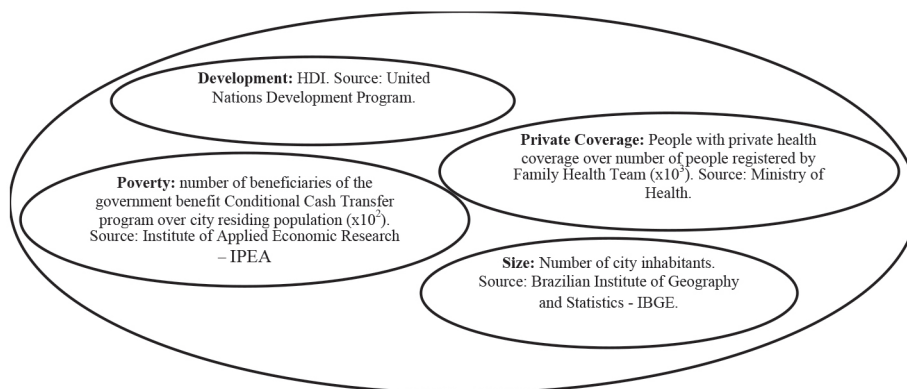 Development: HDI. Source: United
Nations Development Program.
Private Coverage: People with private health
coverage over number of people registered by
Family Health Team (x10³). Source: Ministry of
Health.
Poverty: number of beneficiaries of the
government benefit Conditional Cash Transfer
program over city residing population (x10²).
Source: Institute of Applied Economic Research
– IPEA
Size: Number of city inhabitants.
Source: Brazilian Institute of Geography
and Statistics - IBGE.